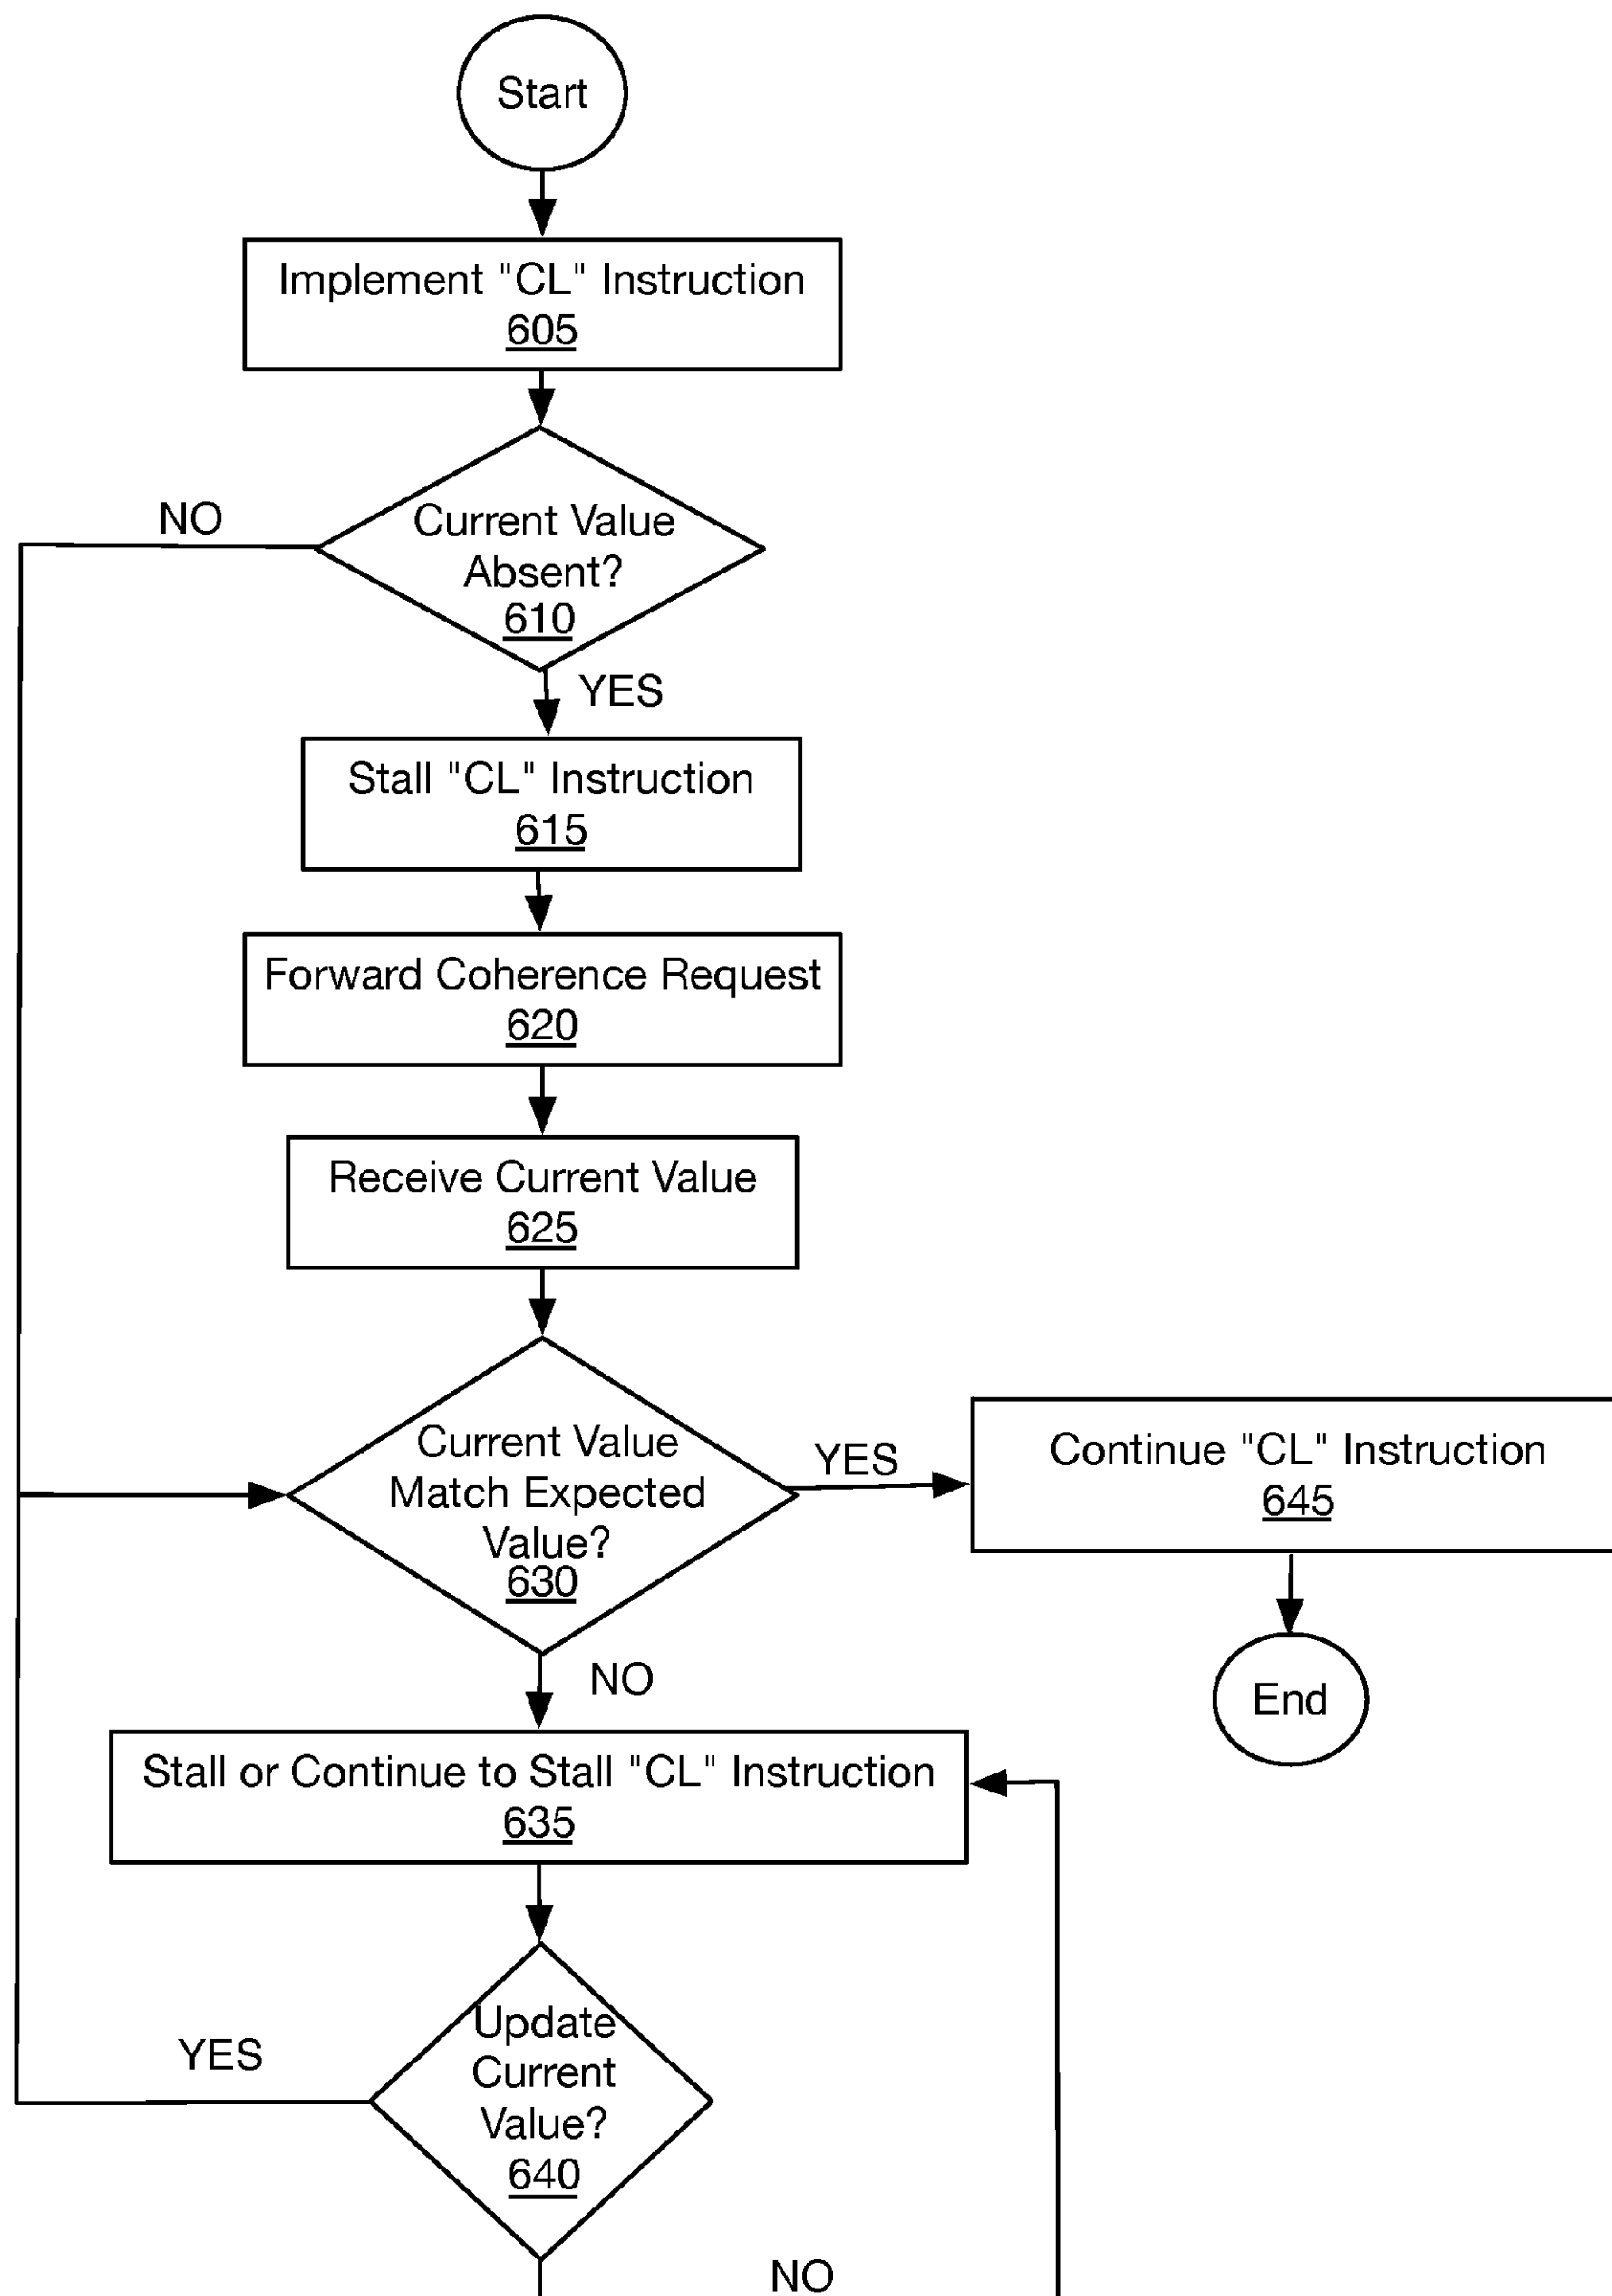 Start
Implement "CL" Instruction
605
NO
Current Value
Absent?
610
YES
Stall "CL" Instruction
615
Forward Coherence Request
620
Receive Current Value
625
Current Value
Match Expected
Value?
630
YES
Continue "CL" Instruction
645
NO
End
Stall or Continue to Stall "CL" Instruction
635
YES
Update
Current
Value?
640
NO